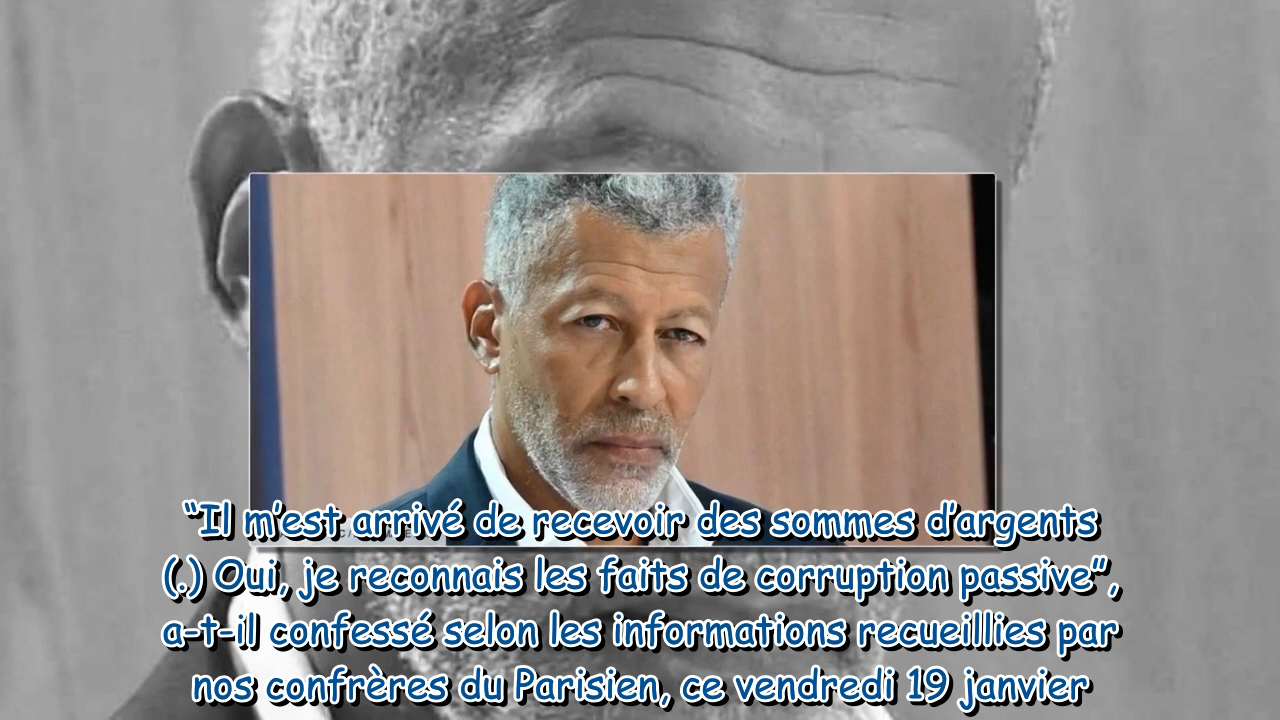 “Il m’est arrivé de recevoir des sommes d’argents
(.) Oui, je reconnais les faits de corruption passive”,
a-t-il confessé selon les informations recueillies par
nos confrères du Parisien, ce vendredi 19 janvier